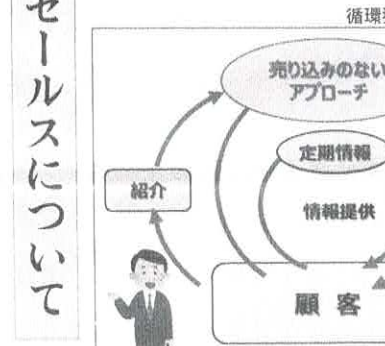 セールスについて
循環
売り込みのない
アプローチ
定期情報
紹介
情報提供
顧客